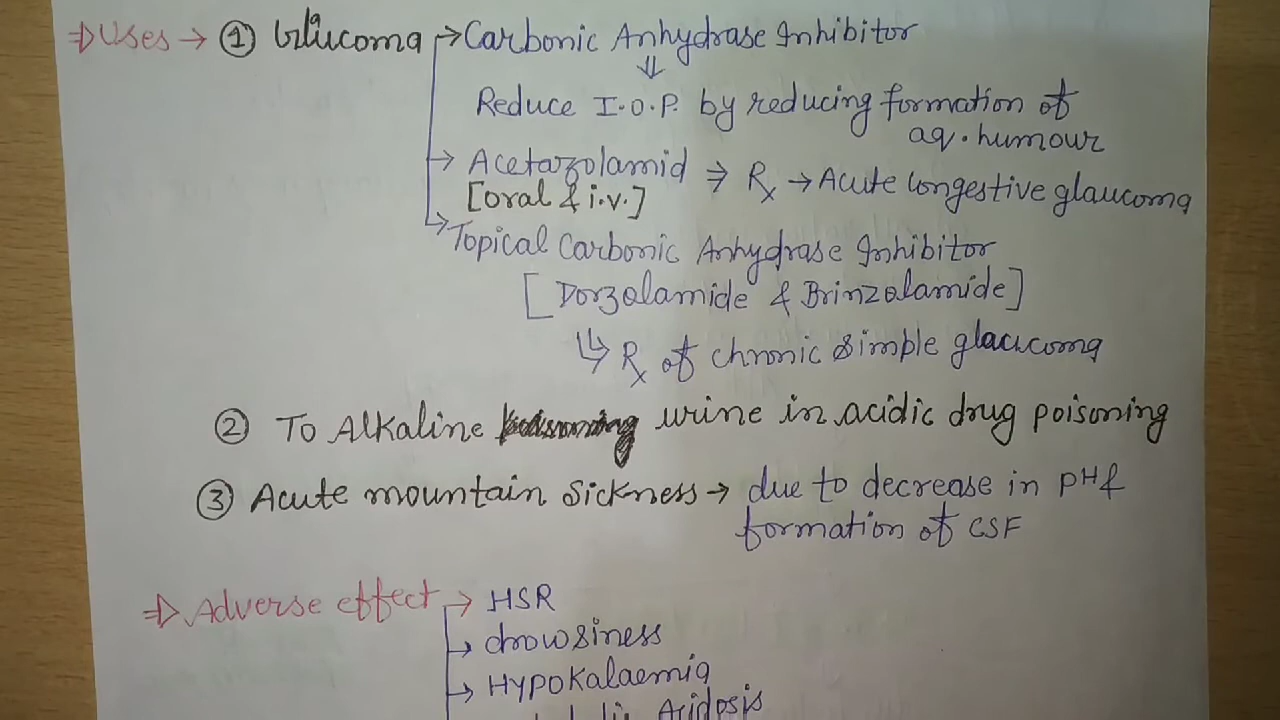 ⇒ Uses → ① Glaucoma → Carbonic Anhydrase Inhibitor
⇓
Reduce I.O.P. by reducing formation of
aq. humour
→ Acetazolamid ⇒ Rx → Acute Congestive glaucoma
[oral & i.v.]
→ Topical Carbonic Anhydrase Inhibitor
[Dorzolamide & Brinzolamide]
↳ Rx of chronic simple glaucoma
② To Alkaline urine in acidic drug poisoning
③ Acute mountain Sickness → due to decrease in pH &
formation of CSF
⇒ Adverse effect → HSR
→ drowsiness
→ Hypokalaemia
Acidosis